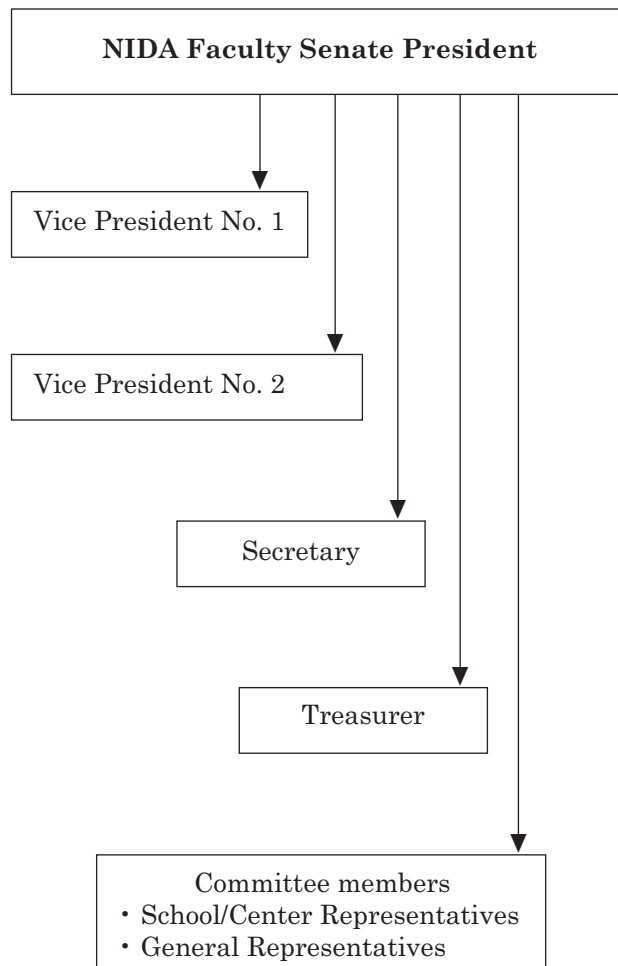 NIDA Faculty Senate President
Vice President No. 1
Vice President No. 2
Secretary
Treasurer
Committee members
· School/Center Representatives
· General Representatives